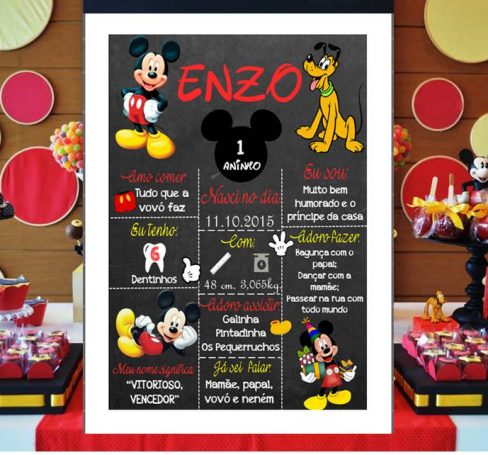 ENZO
1
ANINHO
Amo comer
Tudo que a
vovó faz
Eu tenho:
6
Dentinhos
Meu nome significa:
"VITORIOSO,
VENCEDOR"
Nasci no dia:
11.10.2015
Com:
48 cm. 3,065kg
Adoro assistir
Galinha
Pintadinha
Os Pequerruchos
Já sei falar:
Mamãe, papai,
vovó e neném
Eu sou:
Muito bem
humorado e o
príncipe da casa
Adoro fazer:
Bagunça com o
papai;
Dançar com a
mamãe;
Passear na rua com
todo mundo